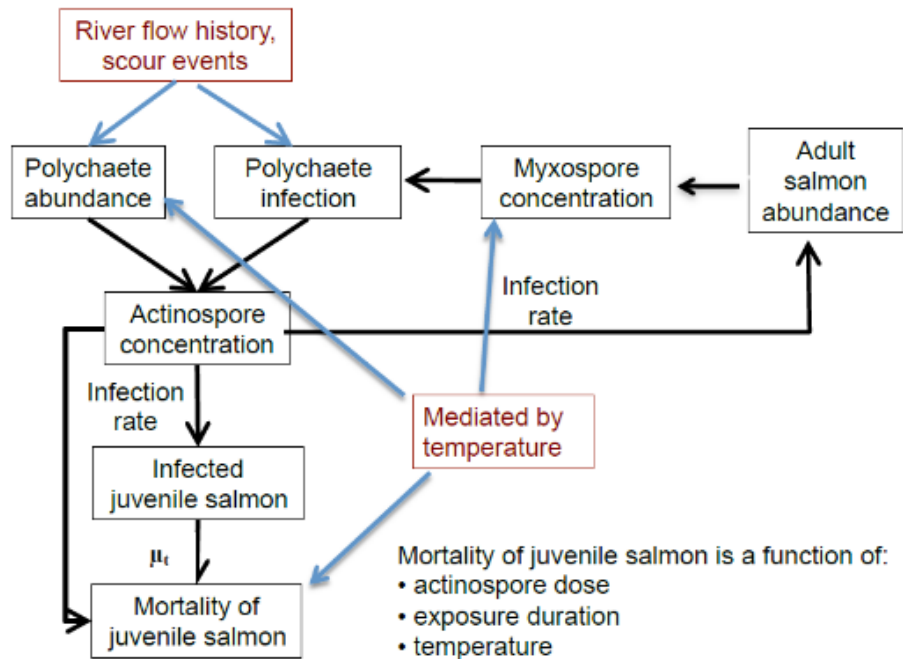 River flow history,
scour events
Polychaete
abundance
Polychaete
infection
Myxospore
concentration
Adult
salmon
abundance
Infection
rate
Actinospore
concentration
Infection
rate
Mediated by
temperature
Infected
juvenile salmon
μt
Mortality of
juvenile salmon
Mortality of juvenile salmon is a function of:
• actinospore dose
• exposure duration
• temperature